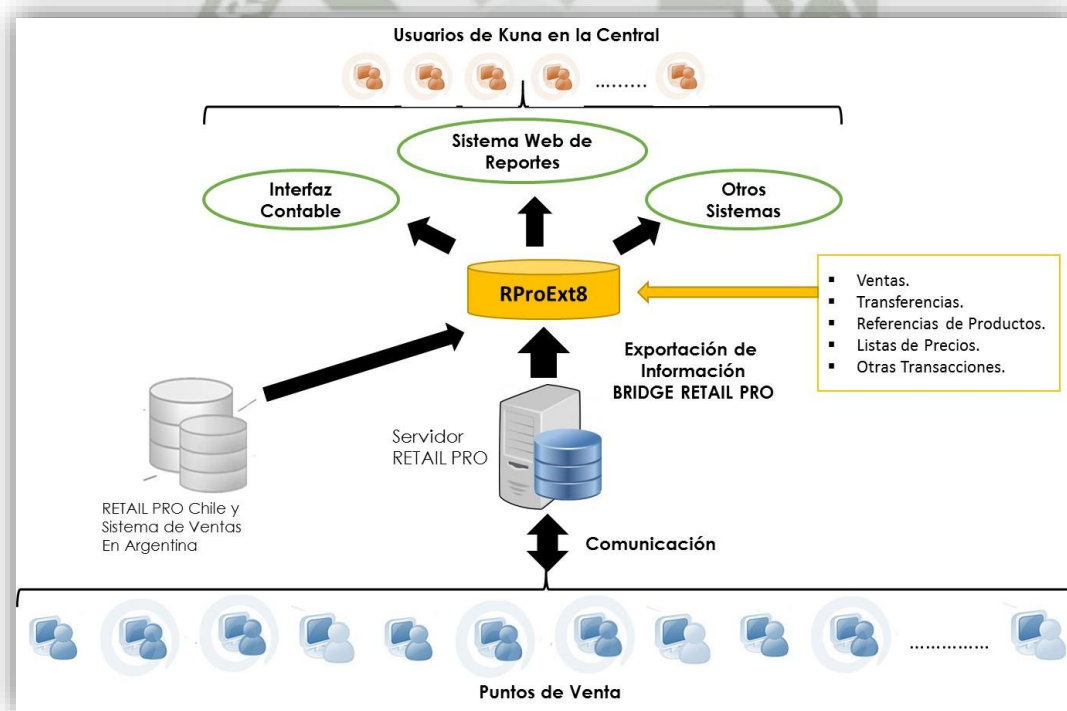 Usuarios de Kuna en la Central
.........
Sistema Web de
Reportes
Interfaz
Contable
Otros
Sistemas
RProExt8
▪ Ventas.
▪ Transferencias.
▪ Referencias de Productos.
▪ Listas de Precios.
▪ Otras Transacciones.
Exportación de
Información
BRIDGE RETAIL PRO
Servidor
RETAIL PRO
RETAIL PRO Chile y
Sistema de Ventas
En Argentina
Comunicación
...............
Puntos de Venta